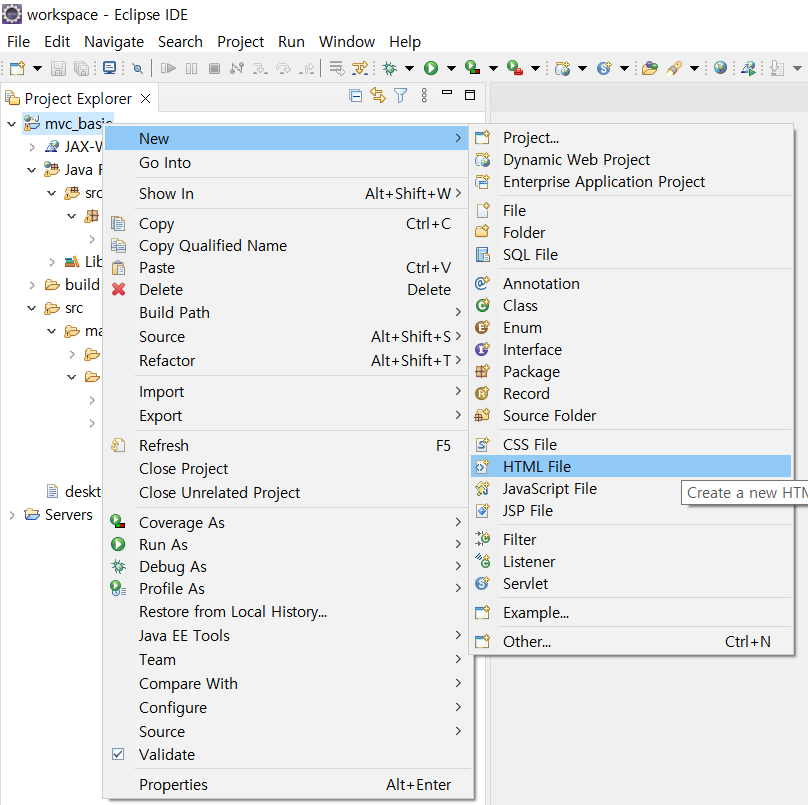 workspace - Eclipse IDE
File Edit Navigate Search Project Run Window Help
Project Explorer
mvc_basic
JAX-W
Java R
src
Lib
build
src
ma
deskt
Servers
New
Go Into
Show In Alt+Shift+W
Copy Ctrl+C
Copy Qualified Name
Paste Ctrl+V
Delete Delete
Build Path
Source Alt+Shift+S
Refactor Alt+Shift+T
Import
Export
Refresh F5
Close Project
Close Unrelated Project
Coverage As
Run As
Debug As
Profile As
Restore from Local History...
Java EE Tools
Team
Compare With
Configure
Source
Validate
Properties Alt+Enter
Project...
Dynamic Web Project
Enterprise Application Project
File
Folder
SQL File
Annotation
Class
Enum
Interface
Package
Record
Source Folder
CSS File
HTML File
JavaScript File
Create a new HTM
JSP File
Filter
Listener
Servlet
Example...
Other... Ctrl+N